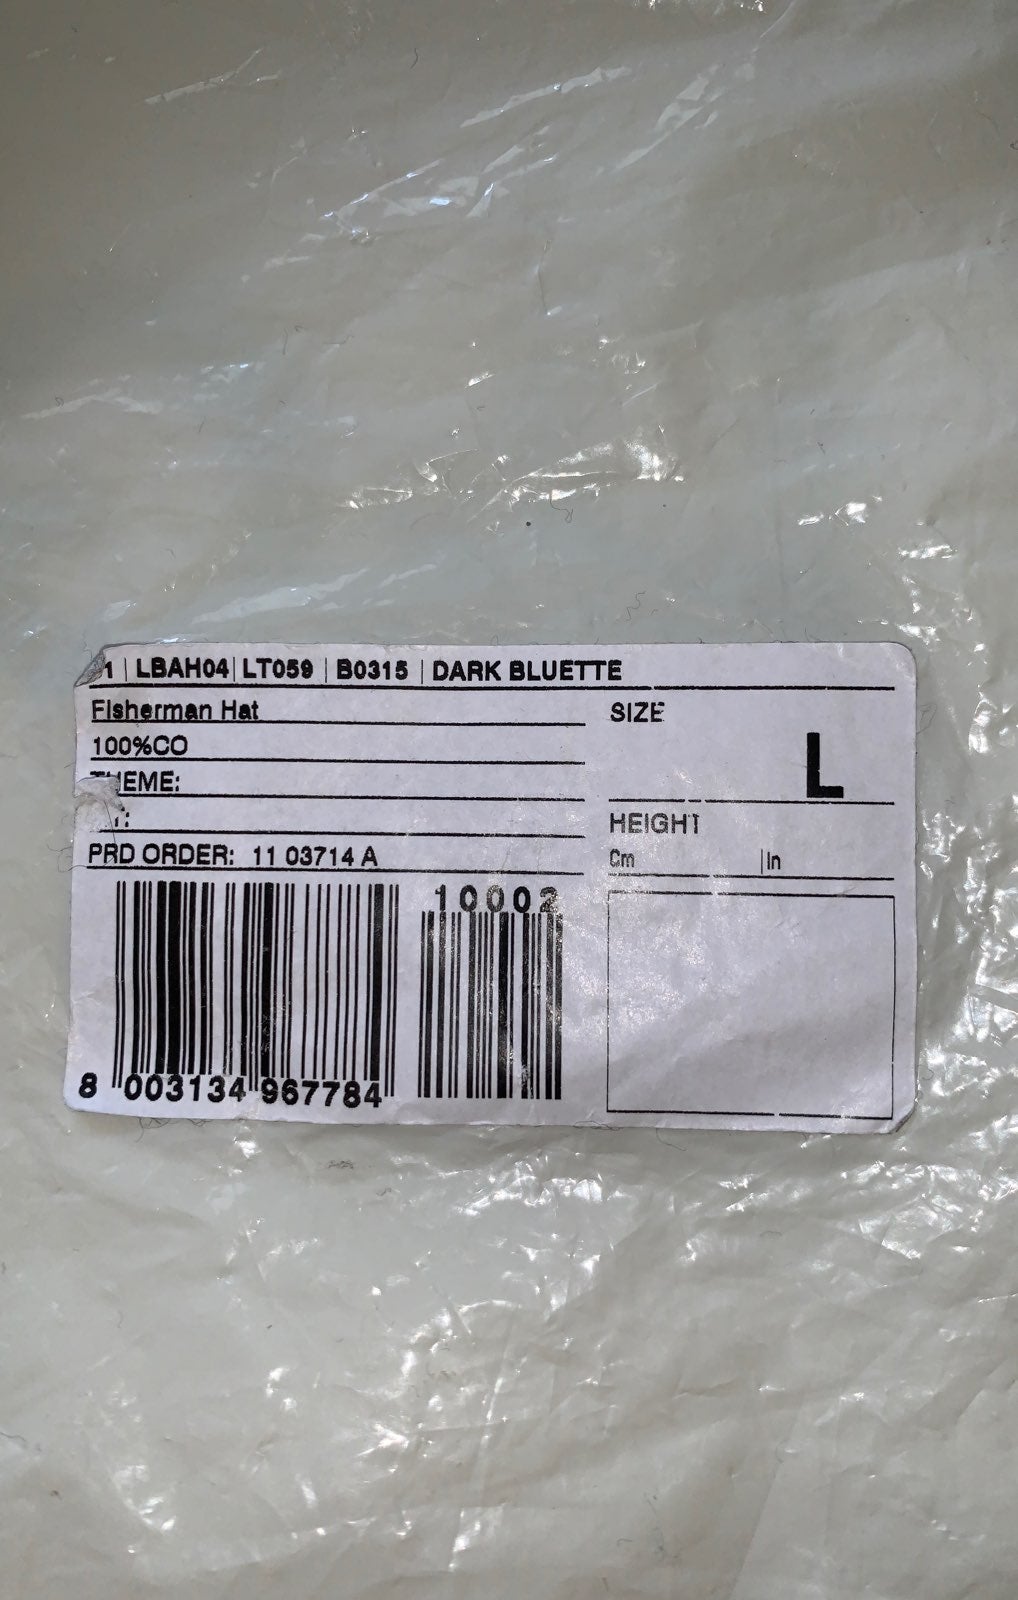 1 | LBAH04 | LT059 | B0315 | DARK BLUETTE
Fisherman Hat
SIZE
100%CO
L
THEME:
HEIGHT
PRD ORDER: 11 03714 A
Cm | In
10002
8 003134 967784